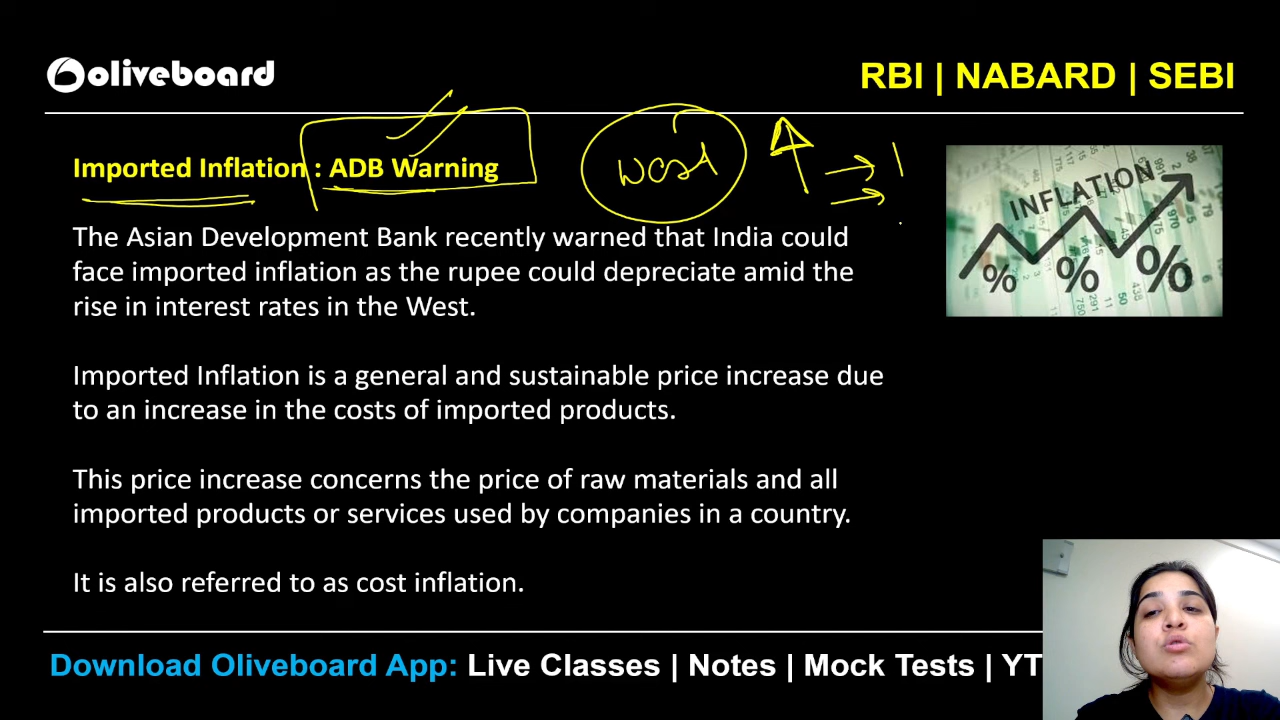 oliveboard
RBI | NABARD | SEBI
Imported Inflation : ADB Warning
West
INFLATION
% % %
The Asian Development Bank recently warned that India could
face imported inflation as the rupee could depreciate amid the
rise in interest rates in the West.
Imported Inflation is a general and sustainable price increase due
to an increase in the costs of imported products.
This price increase concerns the price of raw materials and all
imported products or services used by companies in a country.
It is also referred to as cost inflation.
Download Oliveboard App: Live Classes | Notes | Mock Tests | YT